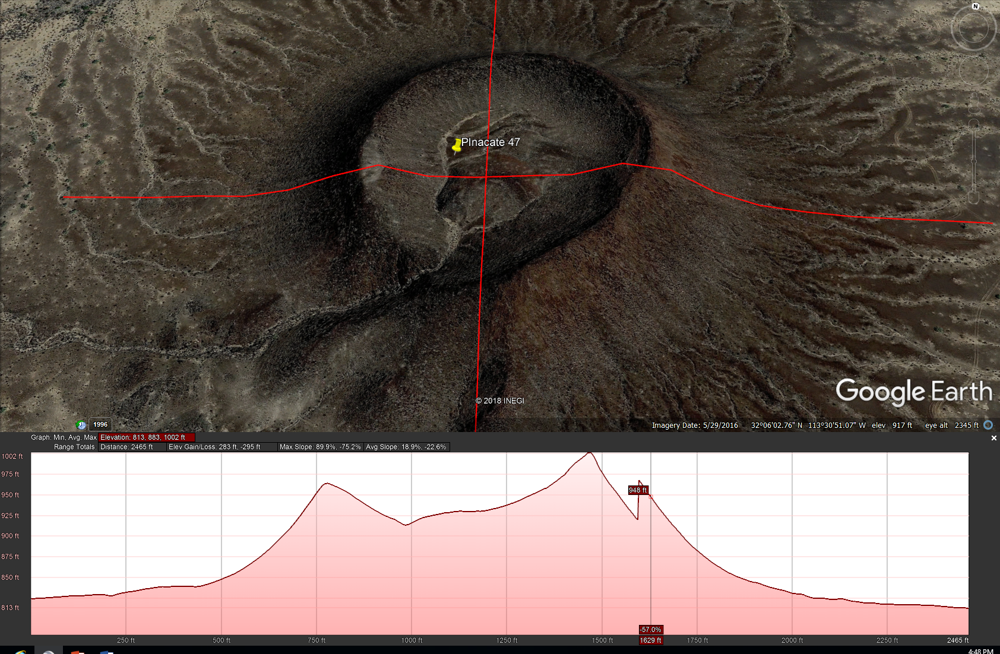 N
PInacate 47
Google Earth
© 2018 INEGI
1996
Imagery Date: 5/29/2016 32°06'02.76" N 113°30'51.07" W elev 917 ft eye alt 2345 ft
Graph: Min, Avg, Max Elevation: 813, 883, 1002 ft
Range Totals: Distance: 2465 ft Elev Gain/Loss: 283 ft, -295 ft Max Slope: 89.9%, -75.2% Avg Slope: 18.9%, -22.6%
1002 ft
975 ft
950 ft
925 ft
900 ft
875 ft
850 ft
813 ft
948 ft
-57.0%
250 ft 500 ft 750 ft 1000 ft 1250 ft 1500 ft 1629 ft 1750 ft 2000 ft 2250 ft 2465 ft
4:48 PM